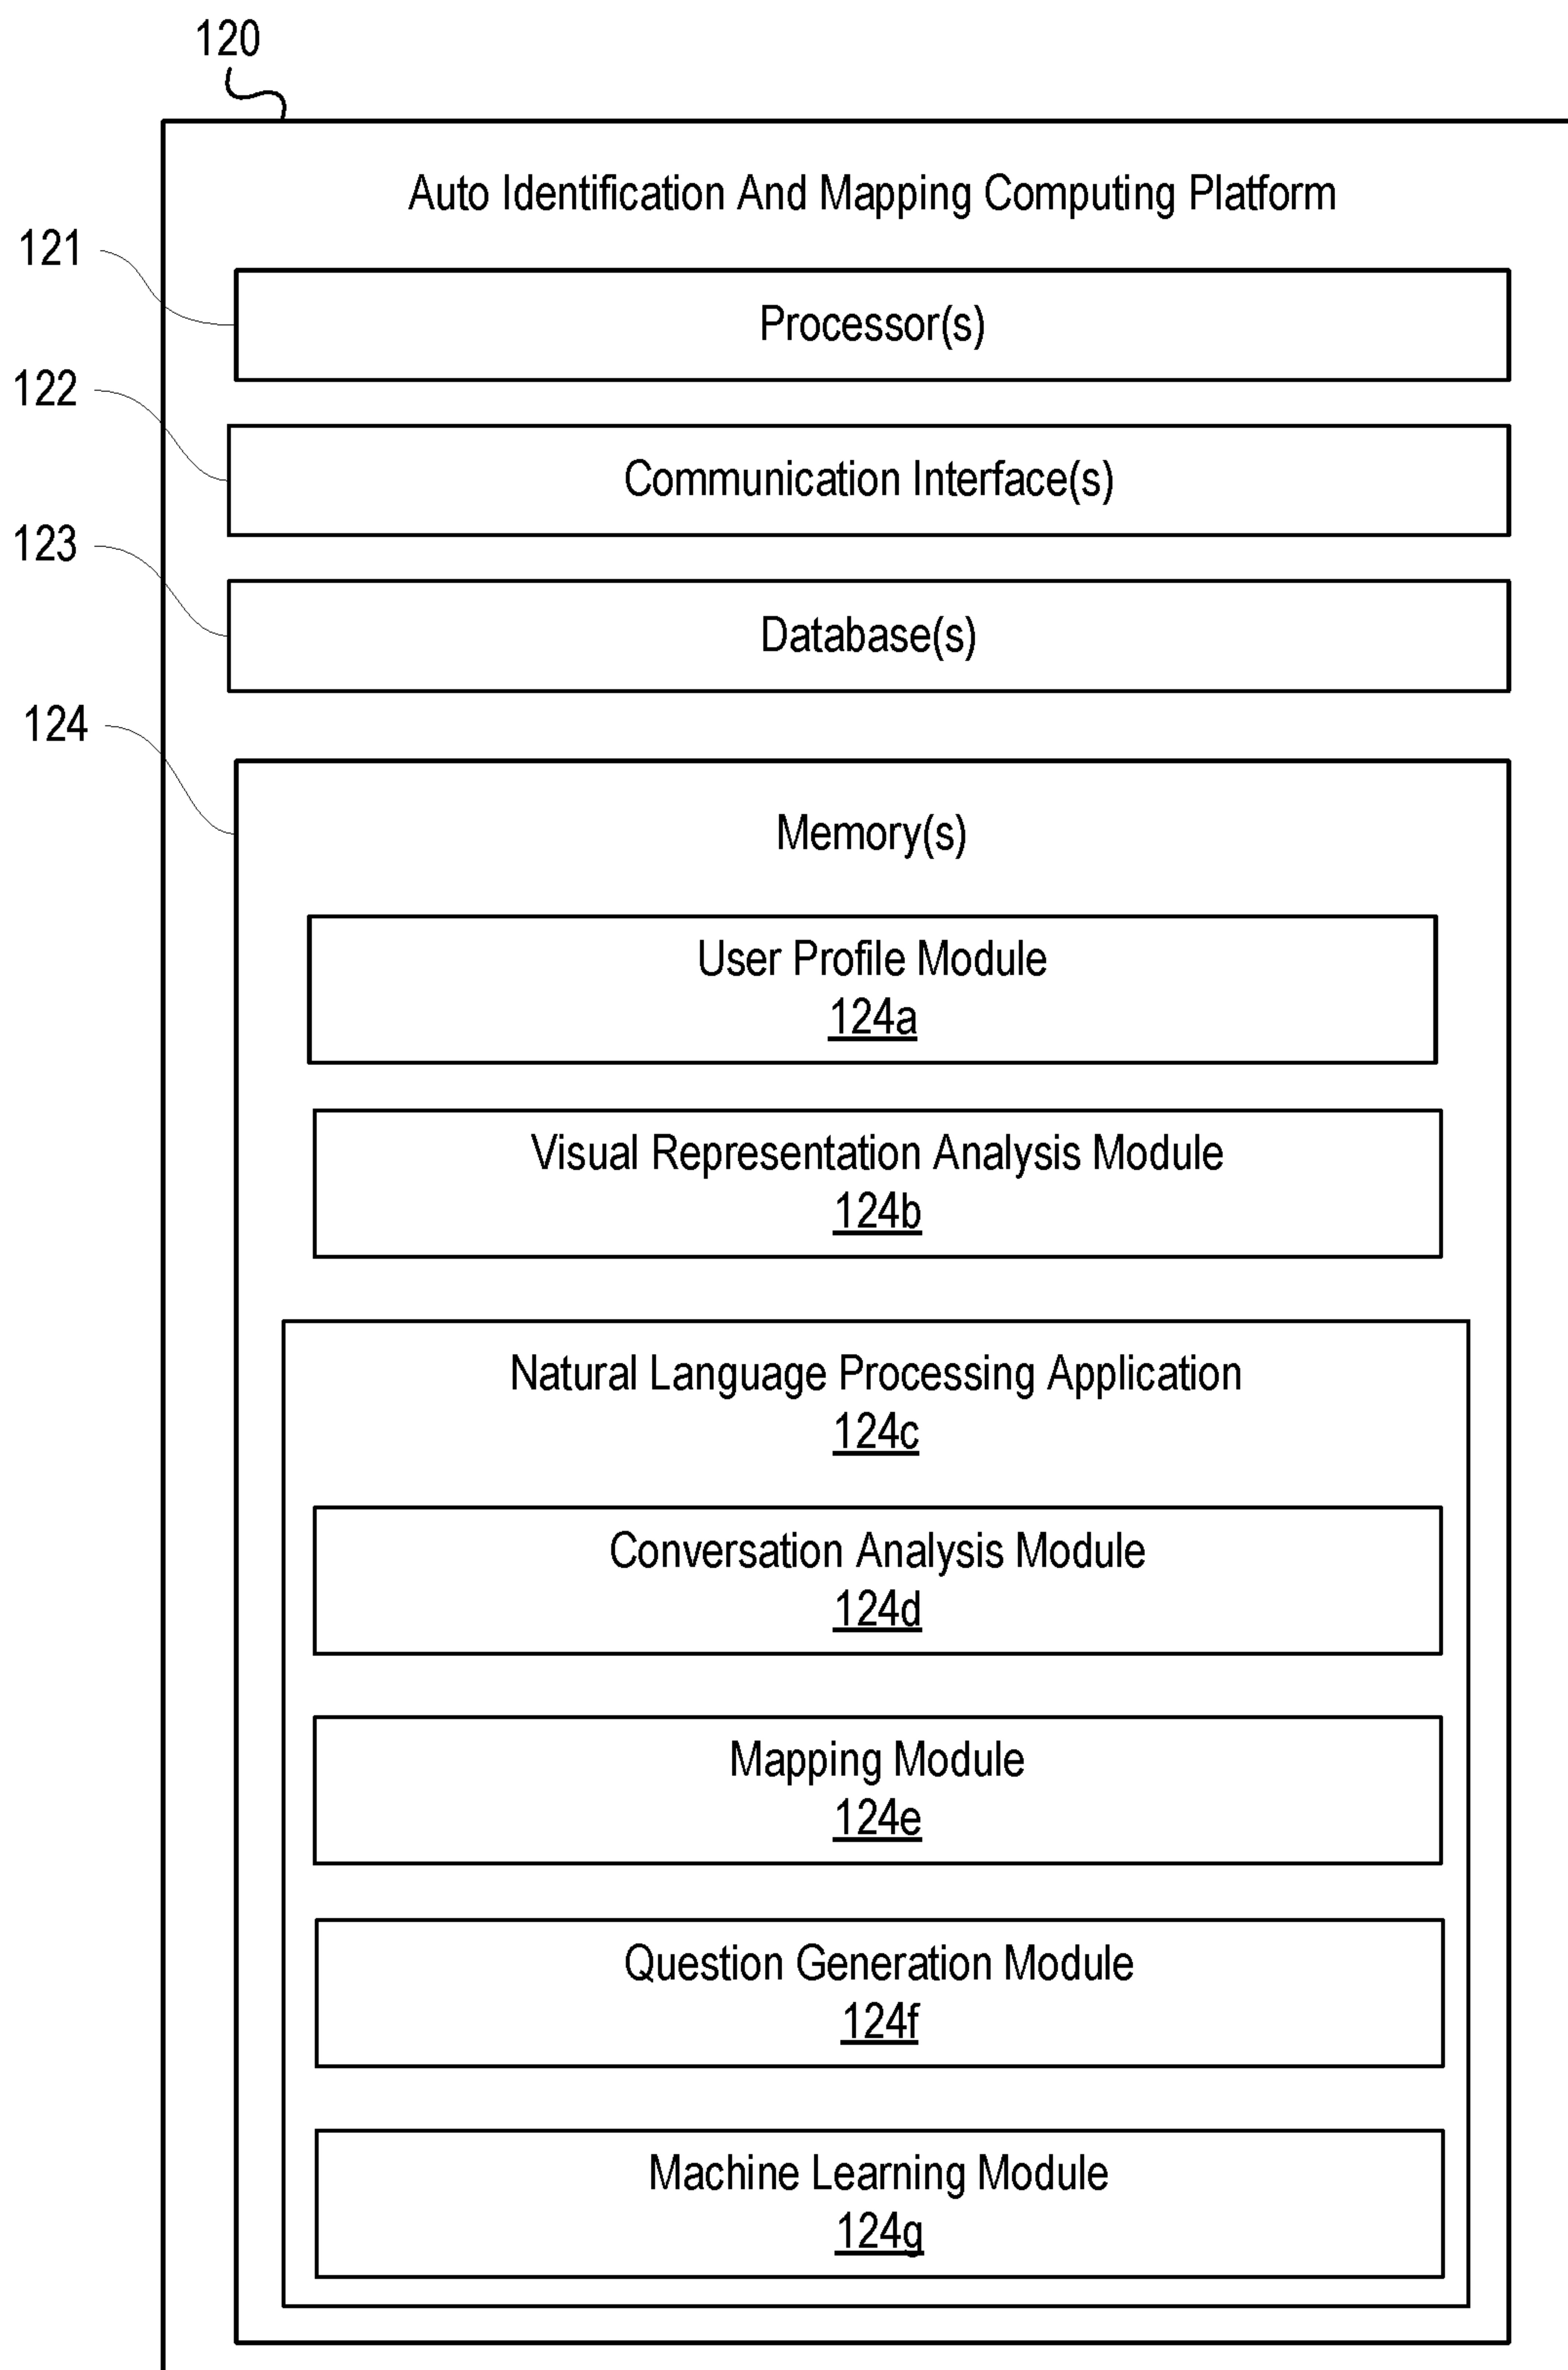 120
Auto Identification And Mapping Computing Platform
121
Processor(s)
122
Communication Interface(s)
123
Database(s)
124
Memory(s)
User Profile Module
124a
Visual Representation Analysis Module
124b
Natural Language Processing Application
124c
Conversation Analysis Module
124d
Mapping Module
124e
Question Generation Module
124f
Machine Learning Module
124g